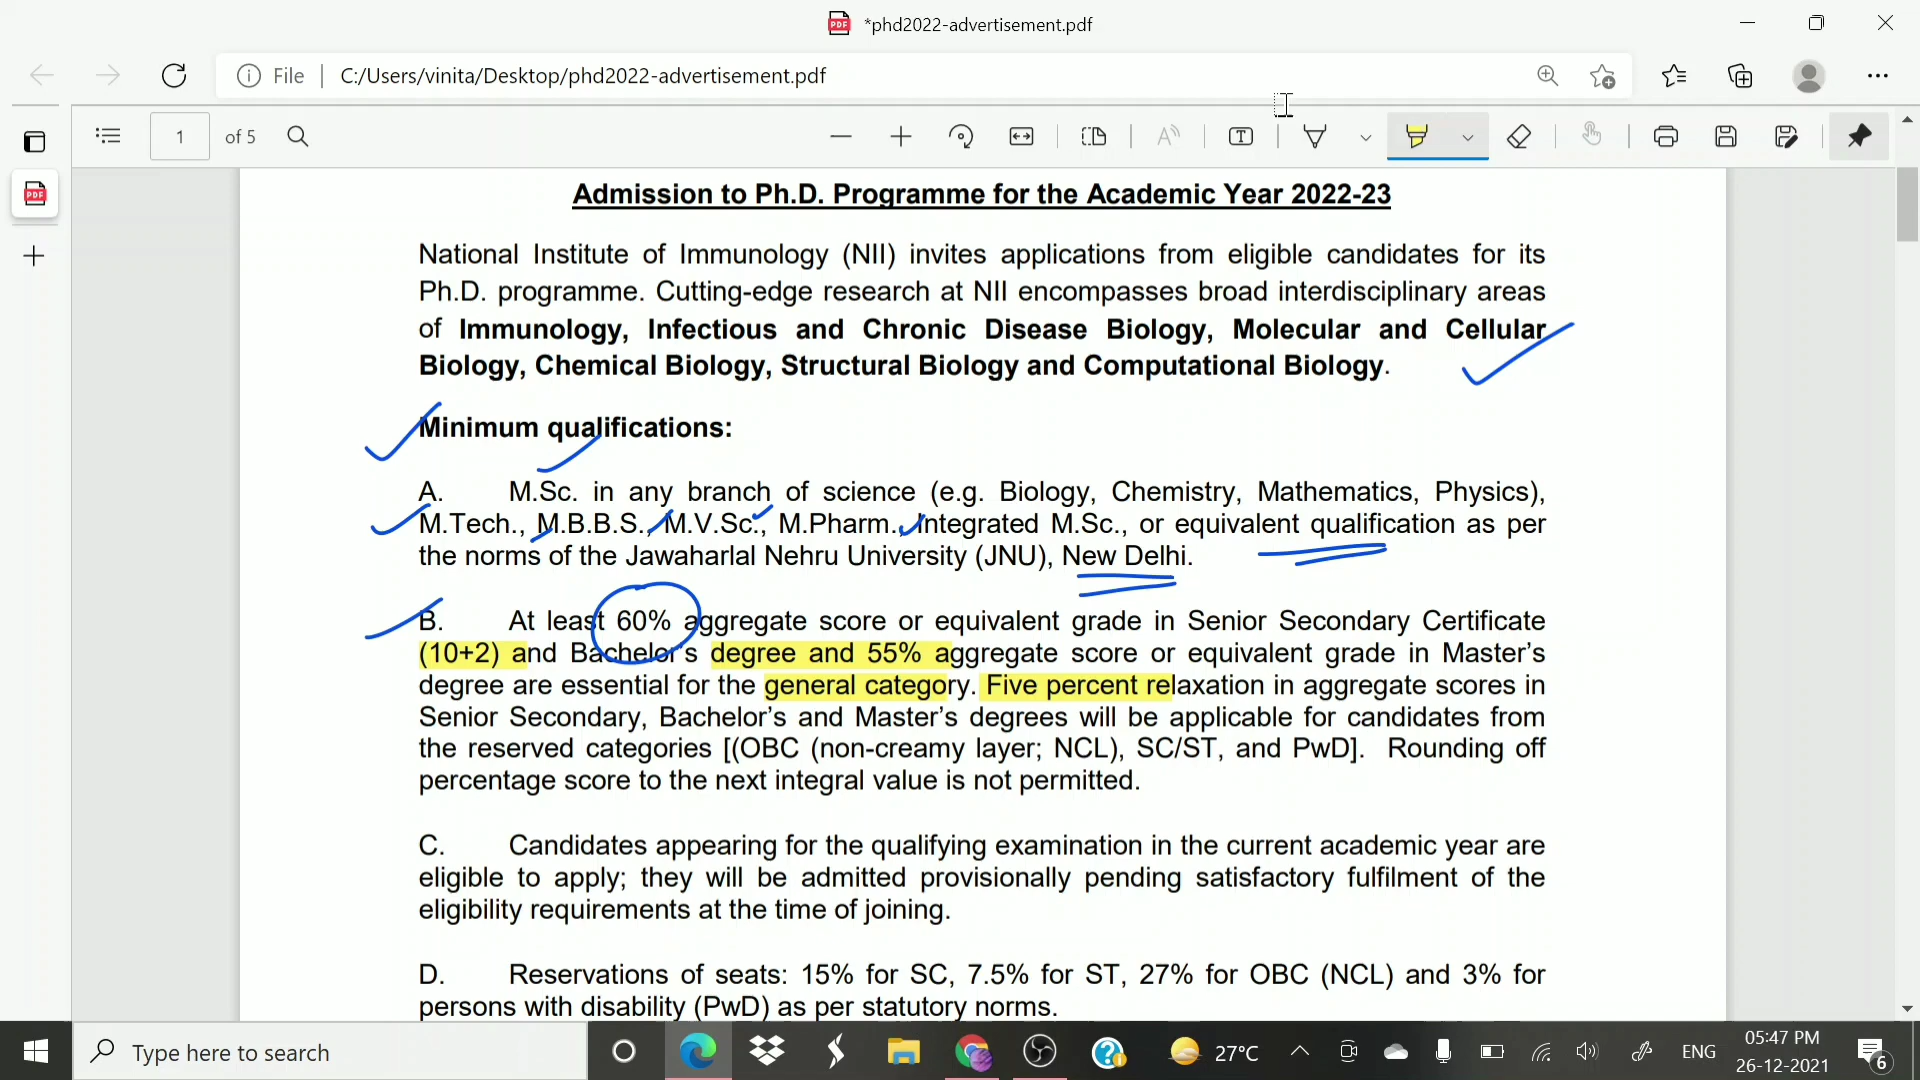 *phd2022-advertisement.pdf
File | C:/Users/vinita/Desktop/phd2022-advertisement.pdf
1 of 5
Admission to Ph.D. Programme for the Academic Year 2022-23
National Institute of Immunology (NII) invites applications from eligible candidates for its
Ph.D. programme. Cutting-edge research at NII encompasses broad interdisciplinary areas
of Immunology, Infectious and Chronic Disease Biology, Molecular and Cellular
Biology, Chemical Biology, Structural Biology and Computational Biology.
Minimum qualifications:
A. M.Sc. in any branch of science (e.g. Biology, Chemistry, Mathematics, Physics),
M.Tech., M.B.B.S., M.V.Sc., M.Pharm., Integrated M.Sc., or equivalent qualification as per
the norms of the Jawaharlal Nehru University (JNU), New Delhi.
B. At least 60% aggregate score or equivalent grade in Senior Secondary Certificate
(10+2) and Bachelor's degree and 55% aggregate score or equivalent grade in Master's
degree are essential for the general category. Five percent relaxation in aggregate scores in
Senior Secondary, Bachelor's and Master's degrees will be applicable for candidates from
the reserved categories [(OBC (non-creamy layer; NCL), SC/ST, and PwD]. Rounding off
percentage score to the next integral value is not permitted.
C. Candidates appearing for the qualifying examination in the current academic year are
eligible to apply; they will be admitted provisionally pending satisfactory fulfilment of the
eligibility requirements at the time of joining.
D. Reservations of seats: 15% for SC, 7.5% for ST, 27% for OBC (NCL) and 3% for
persons with disability (PwD) as per statutory norms.
Type here to search
27°C
ENG
05:47 PM
26-12-2021
6